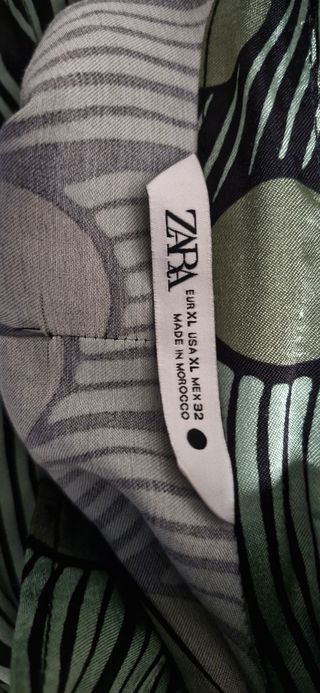 ZARA
EUR XL USA XL MEX 32
MADE IN MOROCCO